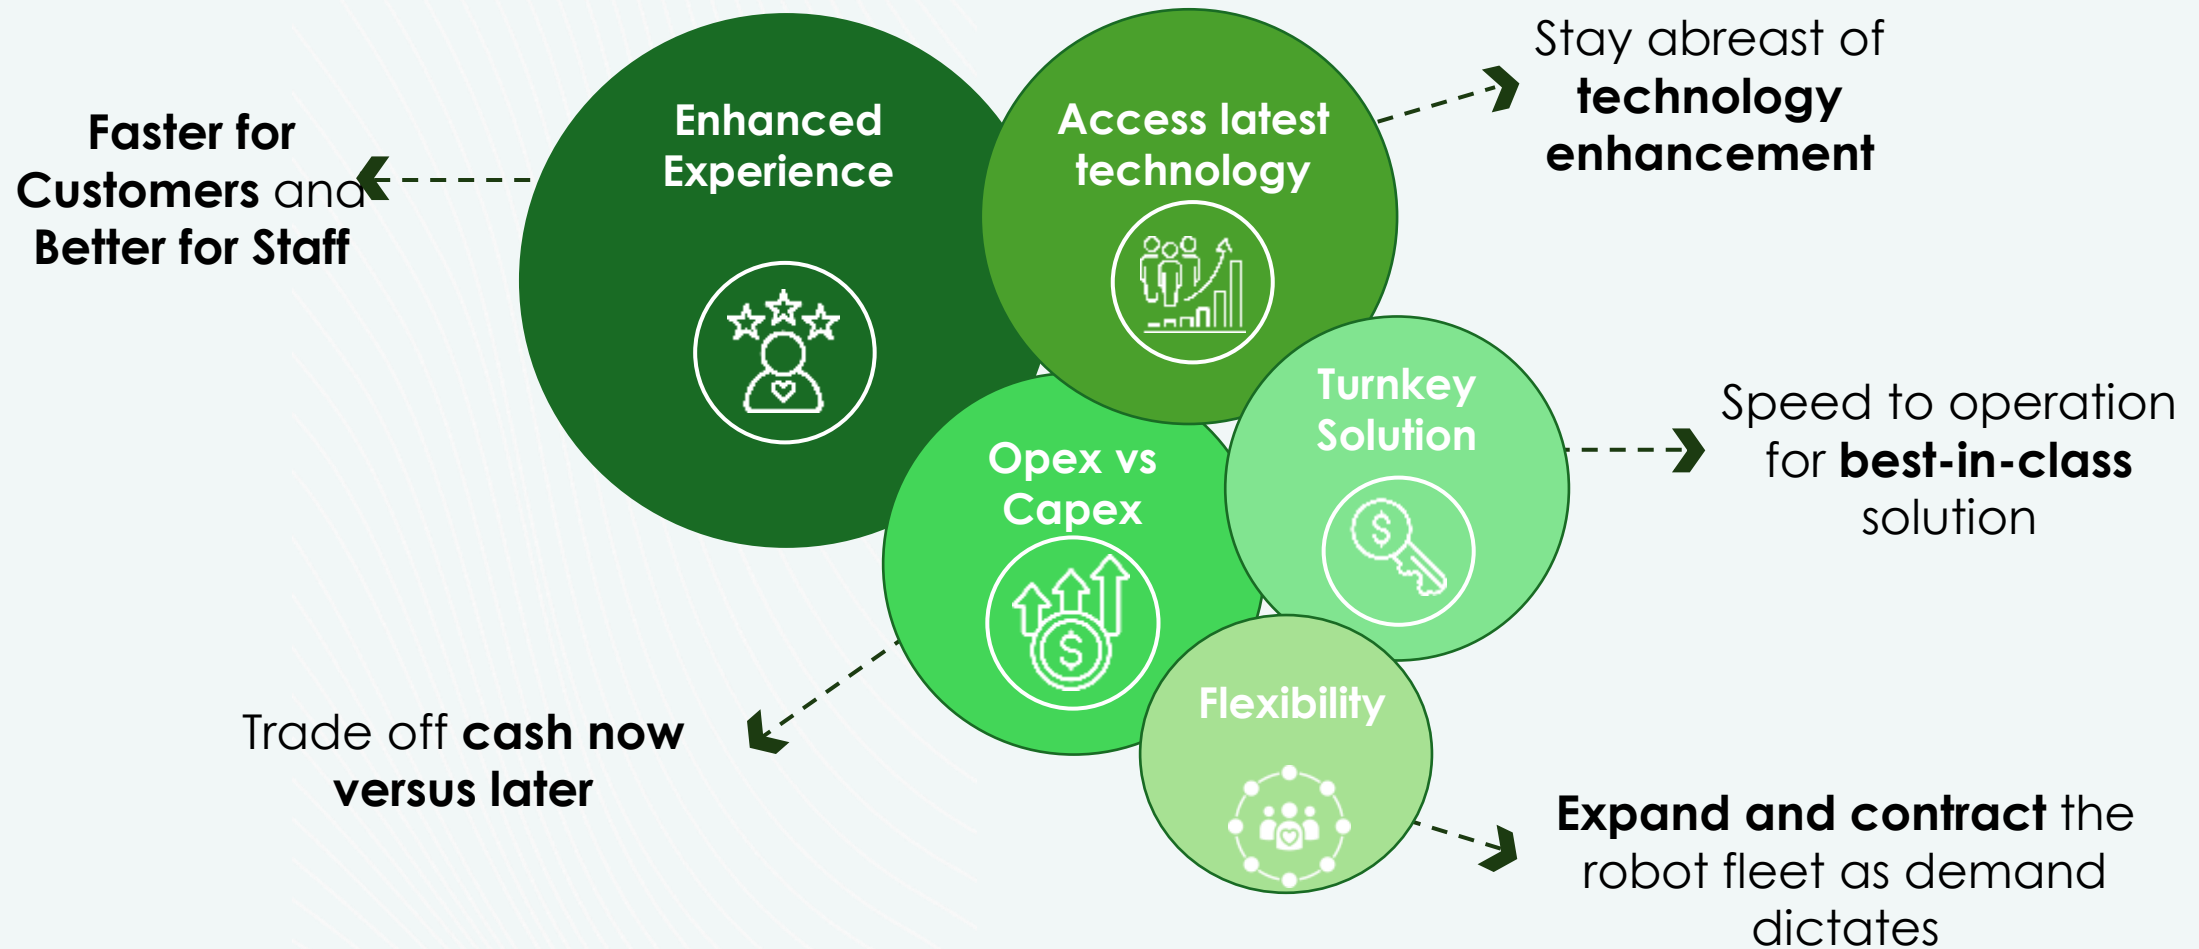 Enhanced
Experience
Faster for
Customers and
Better for Staff
Access latest
technology
Stay abreast of
technology
enhancement
Turnkey
Solution
Speed to operation
for best-in-class
solution
Opex vs
Capex
Trade off cash now
versus later
Flexibility
Expand and contract the
robot fleet as demand
dictates
$
$